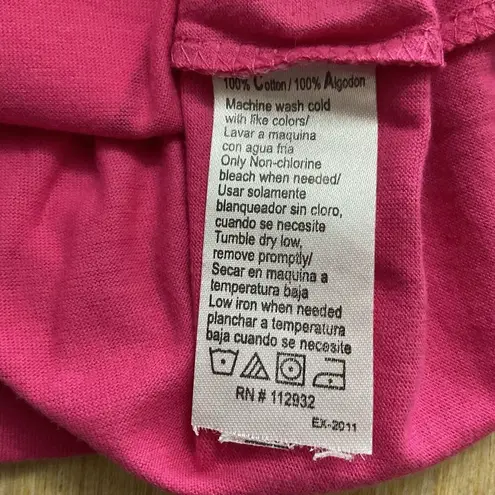 100% Cotton / 100% Algodon
Machine wash cold
with like colors/
Lavar a maquina
con agua fria
Only Non-chlorine
bleach when needed/
Usar solamente
blanqueador sin cloro,
cuando se necesite
Tumble dry low,
remove promptly/
Secar en maquina a
temperatura baja
Low iron when needed
planchar a temperatura
baja cuando se necesite
RN # 112932
EX-2011